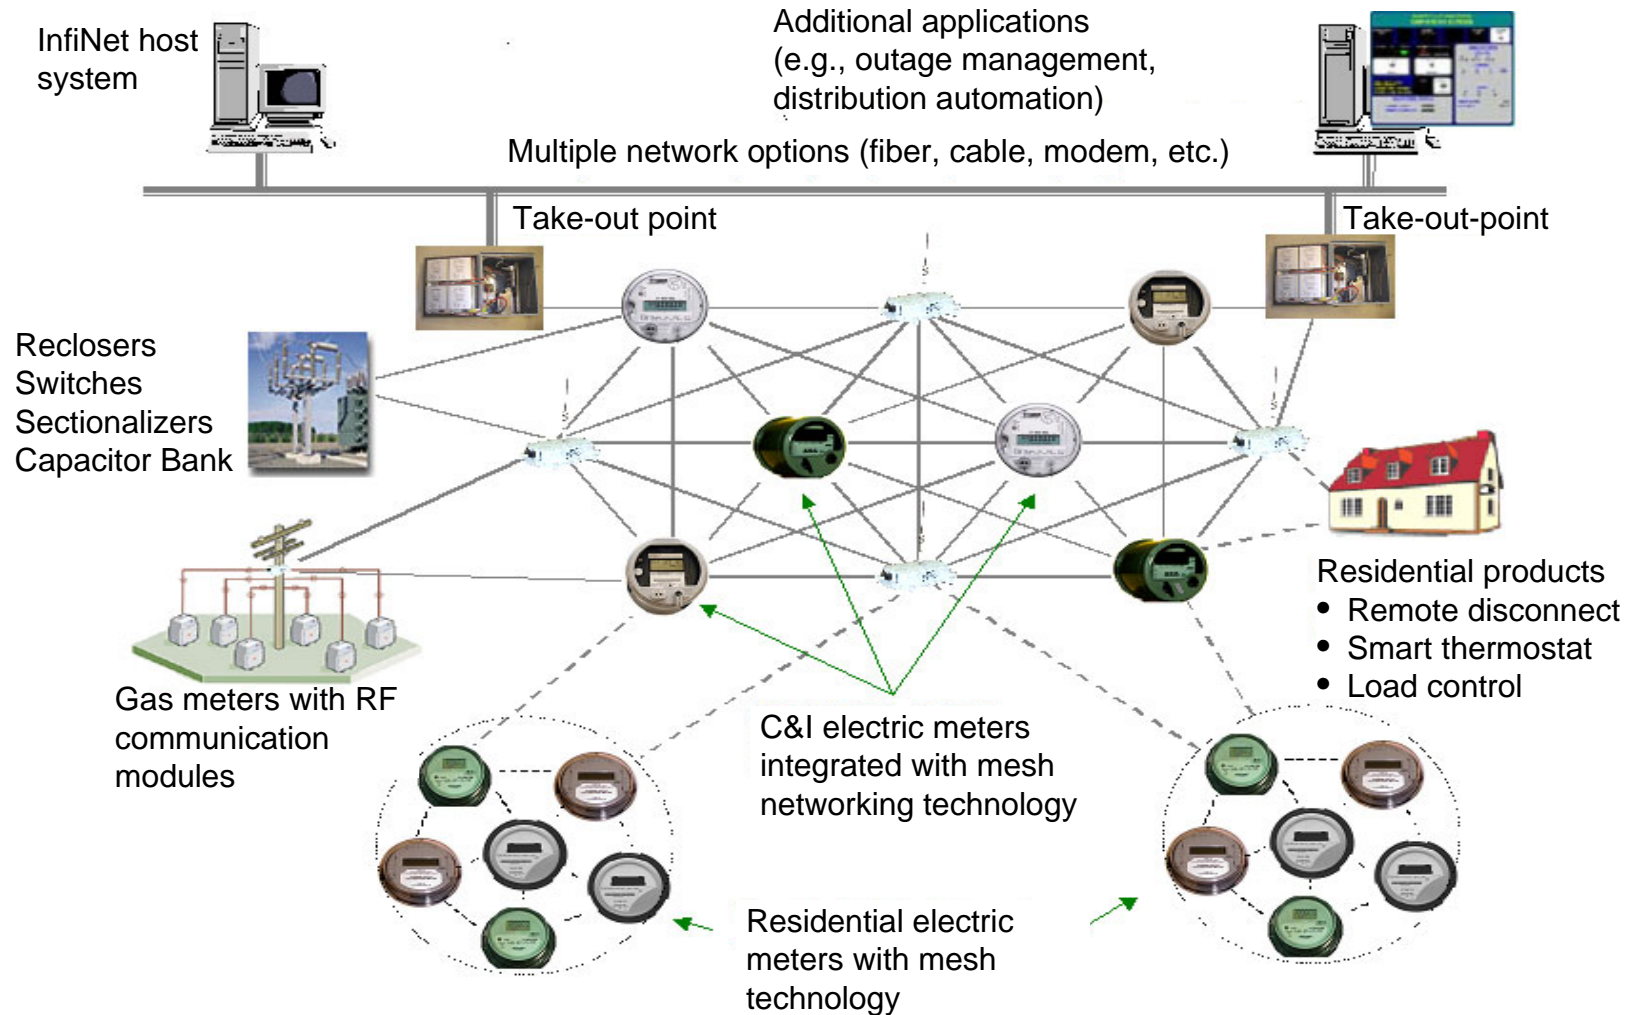 InfiNet host
system
Additional applications
(e.g., outage management,
distribution automation)
Multiple network options (fiber, cable, modem, etc.)
Take-out point
Take-out-point
Reclosers
Switches
Sectionalizers
Capacitor Bank
Gas meters with RF
communication
modules
Residential products
• Remote disconnect
• Smart thermostat
• Load control
C&I electric meters
integrated with mesh
networking technology
Residential electric
meters with mesh
technology